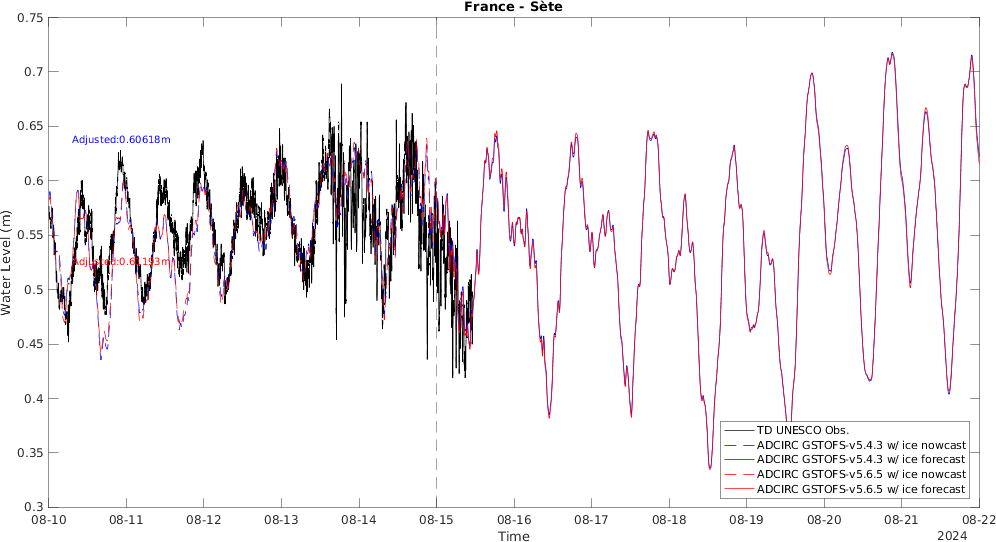 France - Sète
0.75
0.7
0.65
0.6
0.55
0.5
0.45
0.4
0.35
0.3
Water Level (m)
Adjusted:0.60618m
Adjusted:0.61193m
TD UNESCO Obs.
ADCIRC GSTOFS-v5.4.3 w/ ice nowcast
ADCIRC GSTOFS-v5.4.3 w/ ice forecast
ADCIRC GSTOFS-v5.6.5 w/ ice nowcast
ADCIRC GSTOFS-v5.6.5 w/ ice forecast
08-10 08-11 08-12 08-13 08-14 08-15 08-16 08-17 08-18 08-19 08-20 08-21 08-22
Time
2024